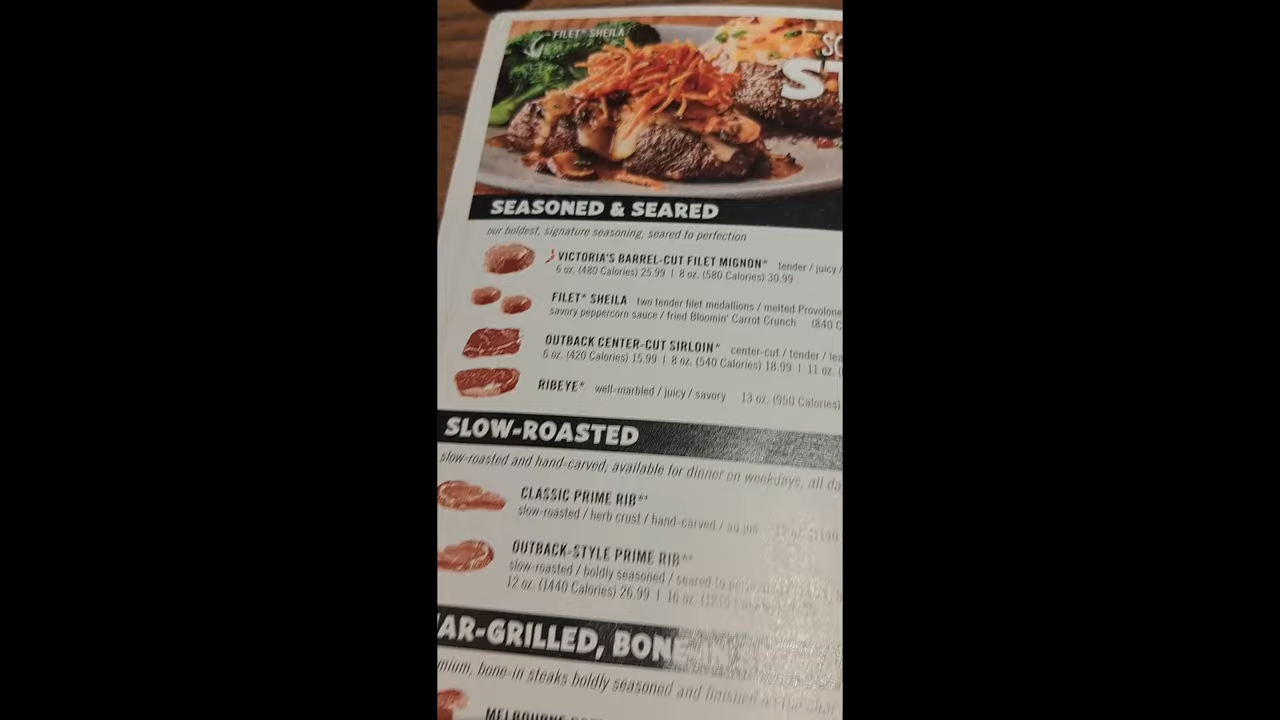 FILET* SHEILA
SEASONED & SEARED
our boldest, signature seasoning, seared to perfection
VICTORIA'S BARREL-CUT FILET MIGNON* tender / juicy /
6 oz. (480 Calories) 25.99 | 8 oz. (580 Calories) 30.99
FILET* SHEILA two tender filet medallions / melted Provolone
savory peppercorn sauce / fried Bloomin' Carrot Crunch (840 C
OUTBACK CENTER-CUT SIRLOIN* center-cut / tender / lea
6 oz. (420 Calories) 15.99 | 8 oz. (540 Calories) 18.99 | 11 oz. (
RIBEYE* well-marbled / juicy / savory 13 oz. (950 Calories)
SLOW-ROASTED
slow-roasted and hand-carved; available for dinner on weekdays, all da
CLASSIC PRIME RIB**
slow-roasted / herb crust / hand-carved / au jus
OUTBACK-STYLE PRIME RIB**
slow-roasted / boldly seasoned / seared to
12 oz. (1440 Calories) 26.99 | 16 oz.
AR-GRILLED, BONE-IN
mium, bone-in steaks boldly seasoned and finished
MELBOURNE